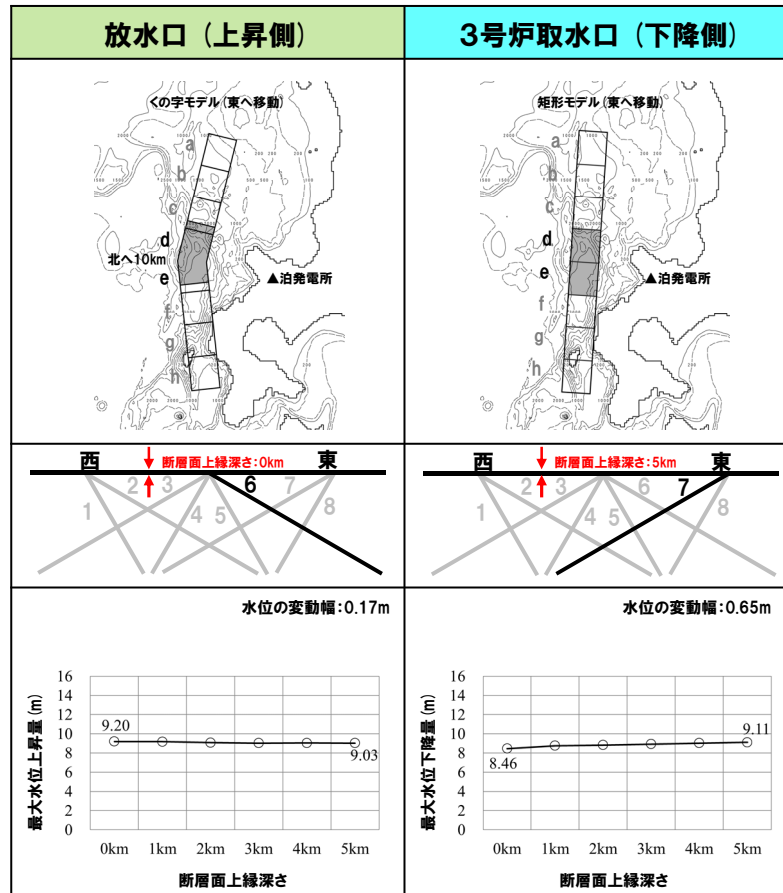 放水口（上昇側）
3号炉取水口（下降側）
くの字モデル（東へ移動）
a
b
c
d
北へ10km
e
f
g
h
▲泊発電所
矩形モデル（東へ移動）
a
b
c
d
e
f
g
h
▲泊発電所
西
断層面上縁深さ:0km
東
1
2
3
4
5
6
7
8
西
断層面上縁深さ:5km
東
1
2
3
4
5
6
7
8
水位の変動幅:0.17m
最大水位上昇量(m)
16
14
12
10
8
6
4
2
0
9.20
9.03
0km 1km 2km 3km 4km 5km
断層面上縁深さ
水位の変動幅:0.65m
最大水位下降量(m)
16
14
12
10
8
6
4
2
0
8.46
9.11
0km 1km 2km 3km 4km 5km
断層面上縁深さ